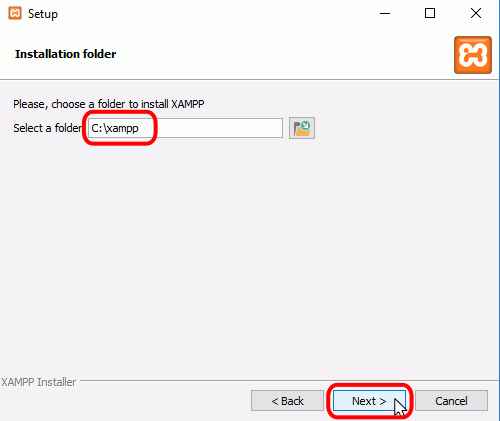 Setup
Installation folder
Please, choose a folder to install XAMPP
Select a folder C:\xampp
XAMPP Installer
< Back Next > Cancel